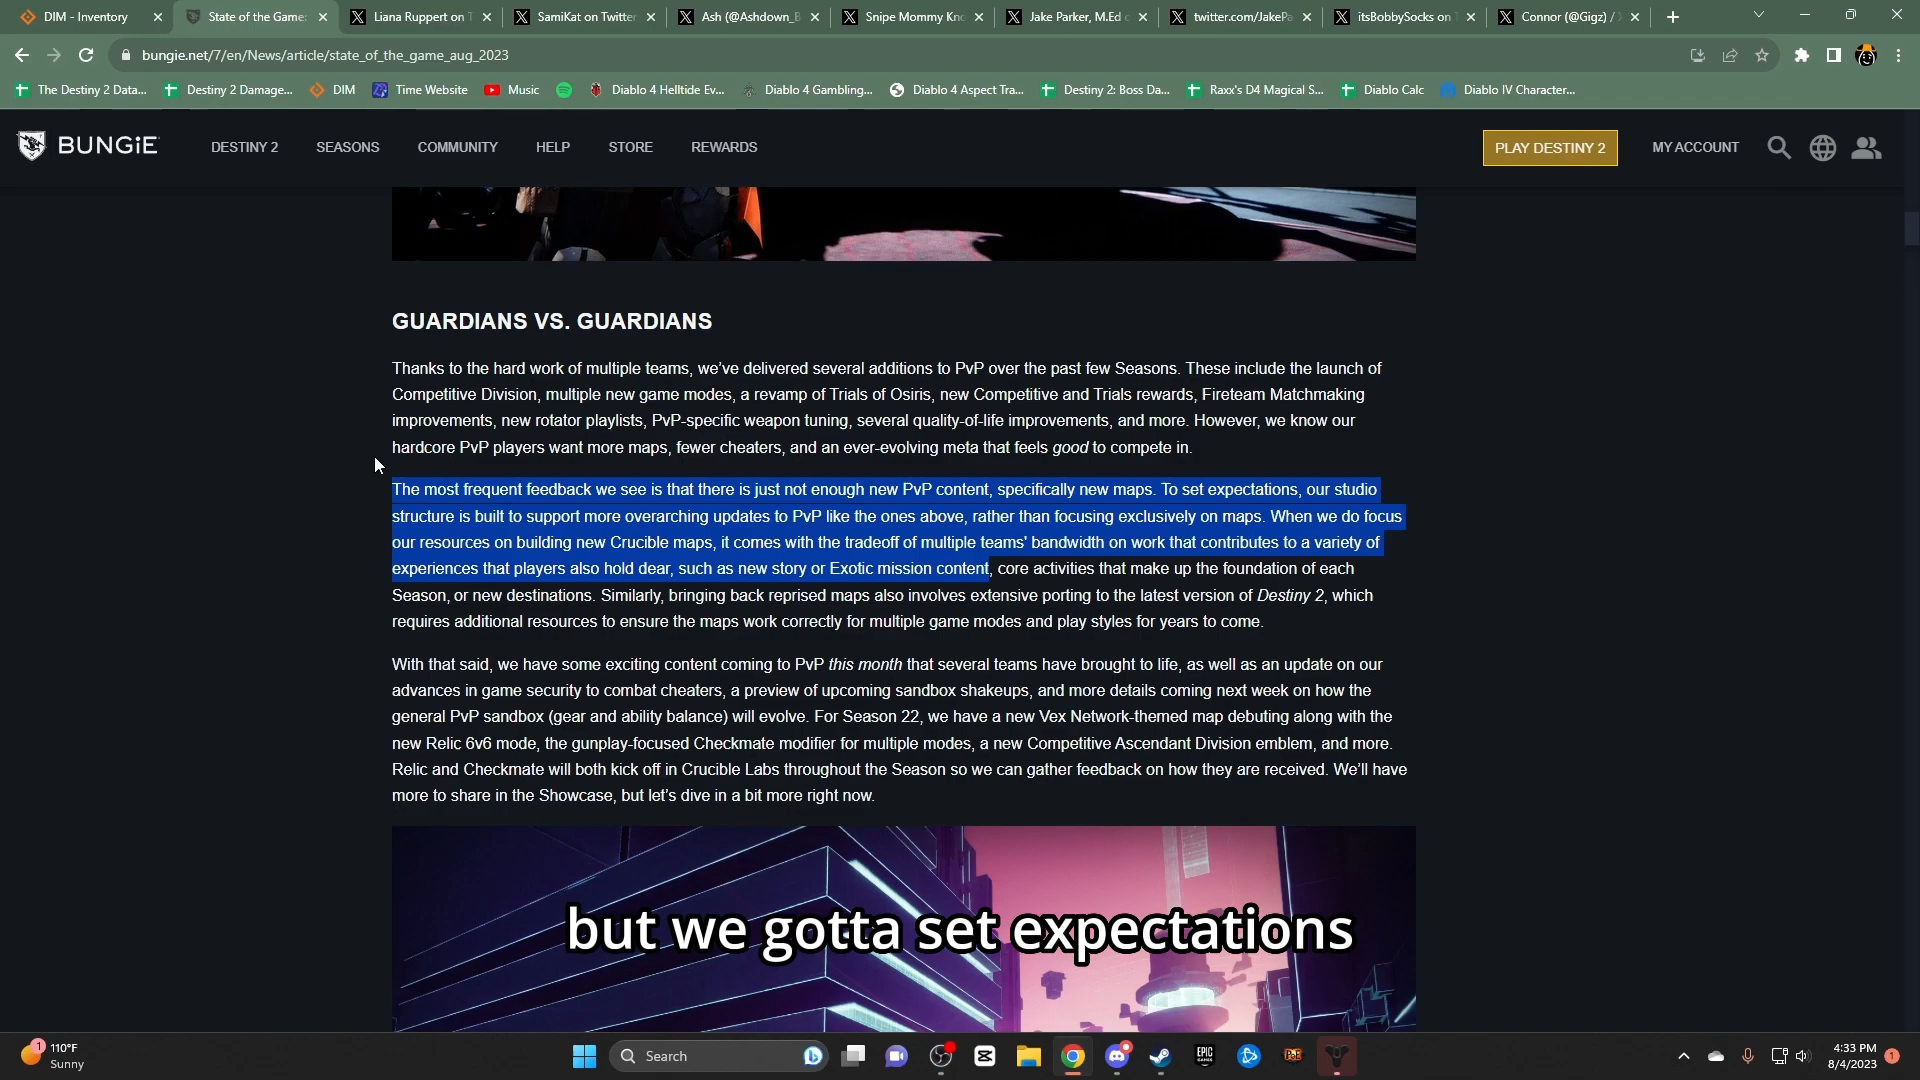 DIM - Inventory
State of the Game:
Liana Ruppert on T
SamiKat on Twitter
Ash (@Ashdown_B
Snipe Mommy Kno
Jake Parker, M.Ed o
twitter.com/JakePa
itsBobbySocks on T
Connor (@Gigz) /
bungie.net/7/en/News/article/state_of_the_game_aug_2023
The Destiny 2 Data...
Destiny 2 Damage...
DIM
Time Website
Music
Diablo 4 Helltide Ev...
Diablo 4 Gambling...
Diablo 4 Aspect Tra...
Destiny 2: Boss Da...
Raxx's D4 Magical S...
Diablo Calc
Diablo IV Character...
BUNGiE
DESTINY 2
SEASONS
COMMUNITY
HELP
STORE
REWARDS
PLAY DESTINY 2
MY ACCOUNT
GUARDIANS VS. GUARDIANS
Thanks to the hard work of multiple teams, we've delivered several additions to PvP over the past few Seasons. These include the launch of
Competitive Division, multiple new game modes, a revamp of Trials of Osiris, new Competitive and Trials rewards, Fireteam Matchmaking
improvements, new rotator playlists, PvP-specific weapon tuning, several quality-of-life improvements, and more. However, we know our
hardcore PvP players want more maps, fewer cheaters, and an ever-evolving meta that feels good to compete in.
The most frequent feedback we see is that there is just not enough new PvP content, specifically new maps. To set expectations, our studio
structure is built to support more overarching updates to PvP like the ones above, rather than focusing exclusively on maps. When we do focus
our resources on building new Crucible maps, it comes with the tradeoff of multiple teams' bandwidth on work that contributes to a variety of
experiences that players also hold dear, such as new story or Exotic mission content, core activities that make up the foundation of each
Season, or new destinations. Similarly, bringing back reprised maps also involves extensive porting to the latest version of Destiny 2, which
requires additional resources to ensure the maps work correctly for multiple game modes and play styles for years to come.
With that said, we have some exciting content coming to PvP this month that several teams have brought to life, as well as an update on our
advances in game security to combat cheaters, a preview of upcoming sandbox shakeups, and more details coming next week on how the
general PvP sandbox (gear and ability balance) will evolve. For Season 22, we have a new Vex Network-themed map debuting along with the
new Relic 6v6 mode, the gunplay-focused Checkmate modifier for multiple modes, a new Competitive Ascendant Division emblem, and more.
Relic and Checkmate will both kick off in Crucible Labs throughout the Season so we can gather feedback on how they are received. We'll have
more to share in the Showcase, but let's dive in a bit more right now.
but we gotta set expectations
1
110°F
Sunny
Search
EPIC
GAMES
4:33 PM
8/4/2023
1